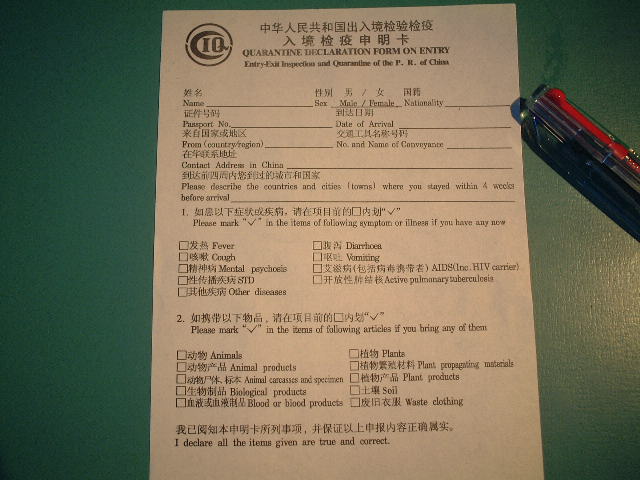 CIQ
中华人民共和国出入境检验检疫
入境检疫申明卡
QUARANTINE DECLARATION FORM ON ENTRY
Entry-Exit Inspection and Quarantine of the P. R. of China
姓名 性别 男 / 女 国籍
Name Sex Male / Female Nationality
证件号码 到达日期
Passport No. Date of Arrival
来自国家或地区 交通工具名称号码
From (country/region) No. and Name of Conveyance
在华联系地址
Contact Address in China
到达前四周内您到过的城市和国家
Please describe the countries and cities (towns) where you stayed within 4 weeks
before arrival
1. 如患以下症状或疾病，请在项目前的□内划“✓”
Please mark “✓” in the items of following symptom or illness if you have any now
□发热 Fever □腹泻 Diarrhoea
□咳嗽 Cough □呕吐 Vomiting
□精神病 Mental psychosis □艾滋病(包括病毒携带者) AIDS(Inc. HIV carrier)
□性传播疾病 STD □开放性肺结核 Active pulmonary tuberculosis
□其他疾病 Other diseases
2. 如携带以下物品，请在项目前的□内划“✓”
Please mark “✓” in the items of following articles if you bring any of them
□动物 Animals □植物 Plants
□动物产品 Animal products □植物繁殖材料 Plant propagating materials
□动物尸体、标本 Animal carcasses and specimen □植物产品 Plant products
□生物制品 Biological products □土壤 Soil
□血液或血液制品 Blood or blood products □废旧衣服 Waste clothing
我已阅知本申明卡所列事项，并保证以上申报内容正确属实。
I declare all the items given are true and correct.